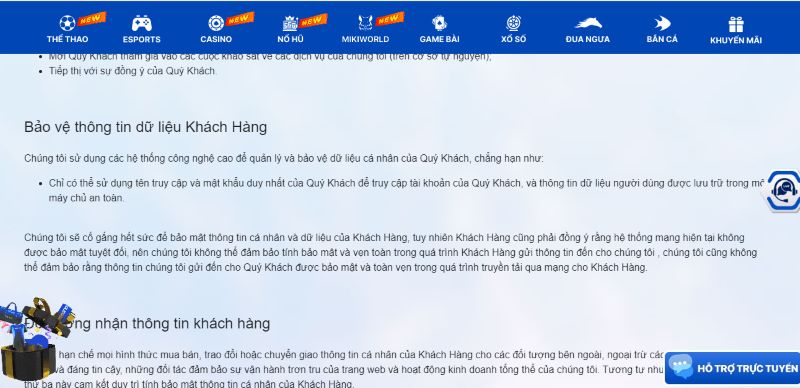 NEW NEW NEW
THỂ THAO ESPORTS CASINO NỔ HŨ MIKIWORLD GAME BÀI XỔ SỐ ĐUA NGỰA BẮN CÁ KHUYẾN MÃI
Mời Quý Khách tham gia vào các cuộc khảo sát về các dịch vụ của chúng tôi (trên cơ sở tự nguyện);
Tiếp thị với sự đồng ý của Quý Khách.
Bảo vệ thông tin dữ liệu Khách Hàng
Chúng tôi sử dụng các hệ thống công nghệ cao để quản lý và bảo vệ dữ liệu cá nhân của Quý Khách, chẳng hạn như:
Chỉ có thể sử dụng tên truy cập và mật khẩu duy nhất của Quý Khách để truy cập tài khoản của Quý Khách, và thông tin dữ liệu người dùng được lưu trữ trong
máy chủ an toàn.
Chúng tôi sẽ cố gắng hết sức để bảo mật thông tin cá nhân và dữ liệu của Khách Hàng, tuy nhiên Khách Hàng cũng phải đồng ý rằng hệ thống mạng hiện tại không
được bảo mật tuyệt đối, nên chúng tôi không thể đảm bảo tính bảo mật và vẹn toàn trong quá trình Khách Hàng gửi thông tin đến cho chúng tôi , chúng tôi cũng không
thể đảm bảo rằng thông tin chúng tôi gửi đến cho Quý Khách được bảo mật và toàn vẹn trong quá trình truyền tải qua mạng cho Khách Hàng.
nhận thông tin khách hàng
hạn chế mọi hình thức mua bán, trao đổi hoặc chuyển giao thông tin cá nhân của Khách Hàng cho các đối tượng bên ngoài, ngoại trừ
và đáng tin cậy, những đối tác đảm bảo sự vận hành trơn tru của trang web và hoạt động kinh doanh tổng thể của chúng tôi. Tương tự
thứ ba này cam kết duy trì tính bảo mật thông tin cá nhân của Khách Hàng.
HỖ TRỢ TRỰC TUYẾN